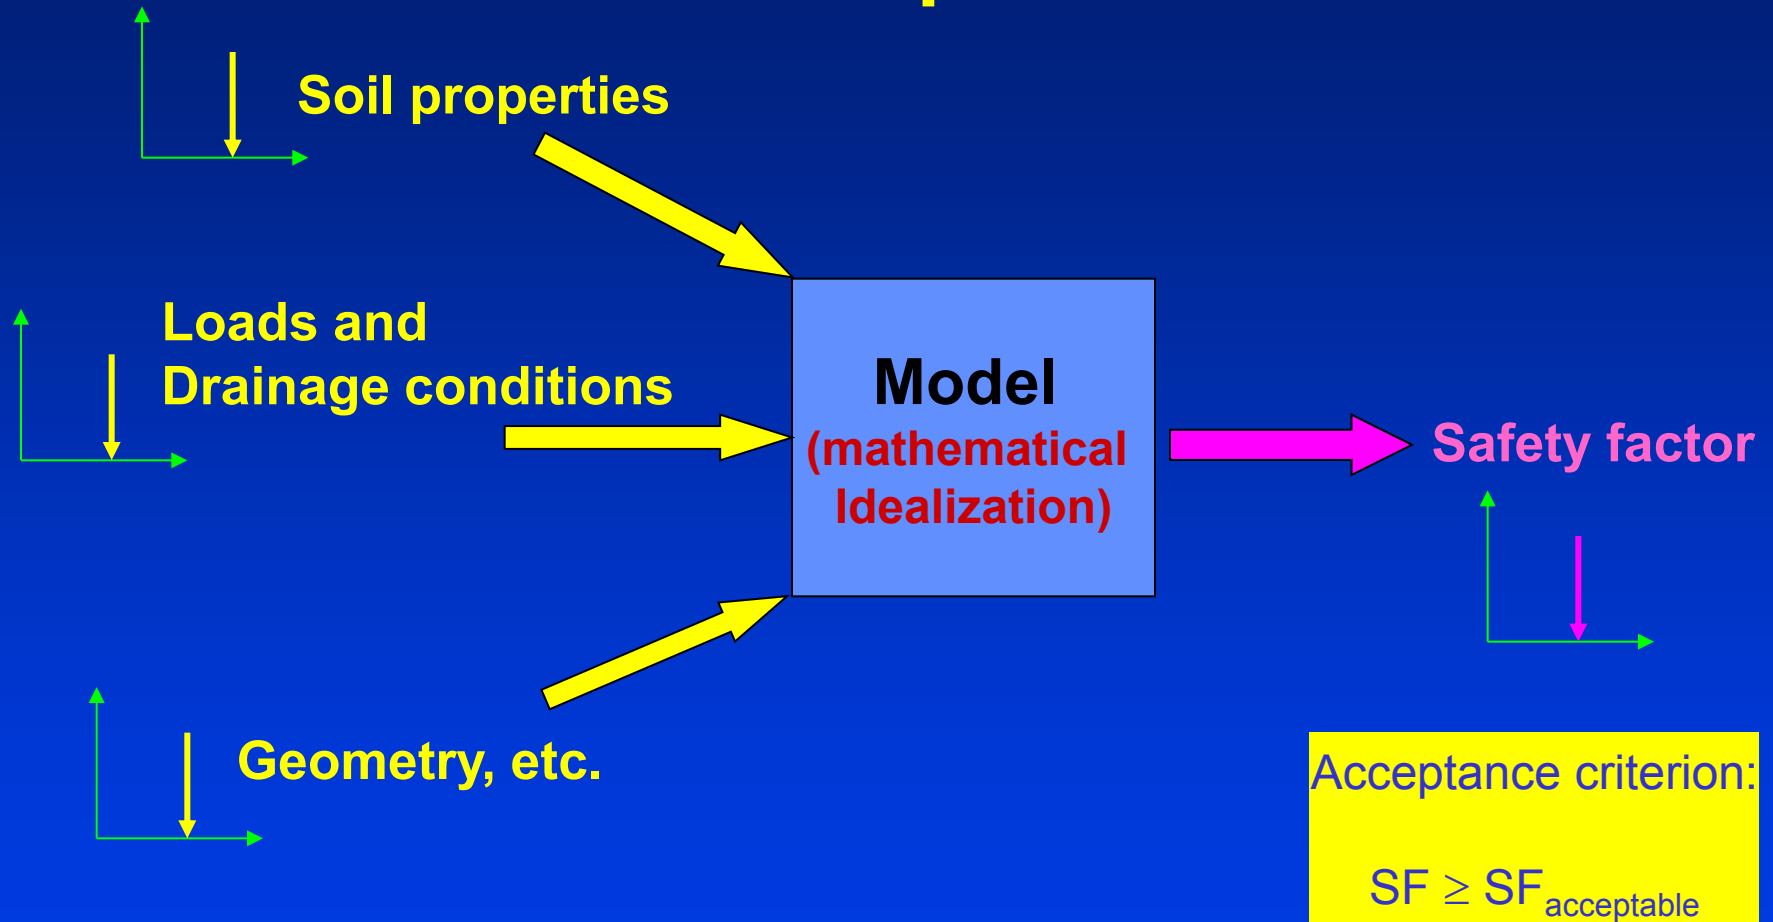 Soil properties
Loads and
Drainage conditions
Model
(mathematical
Idealization)
Safety factor
Geometry, etc.
Acceptance criterion:
SF ≥ SFacceptable